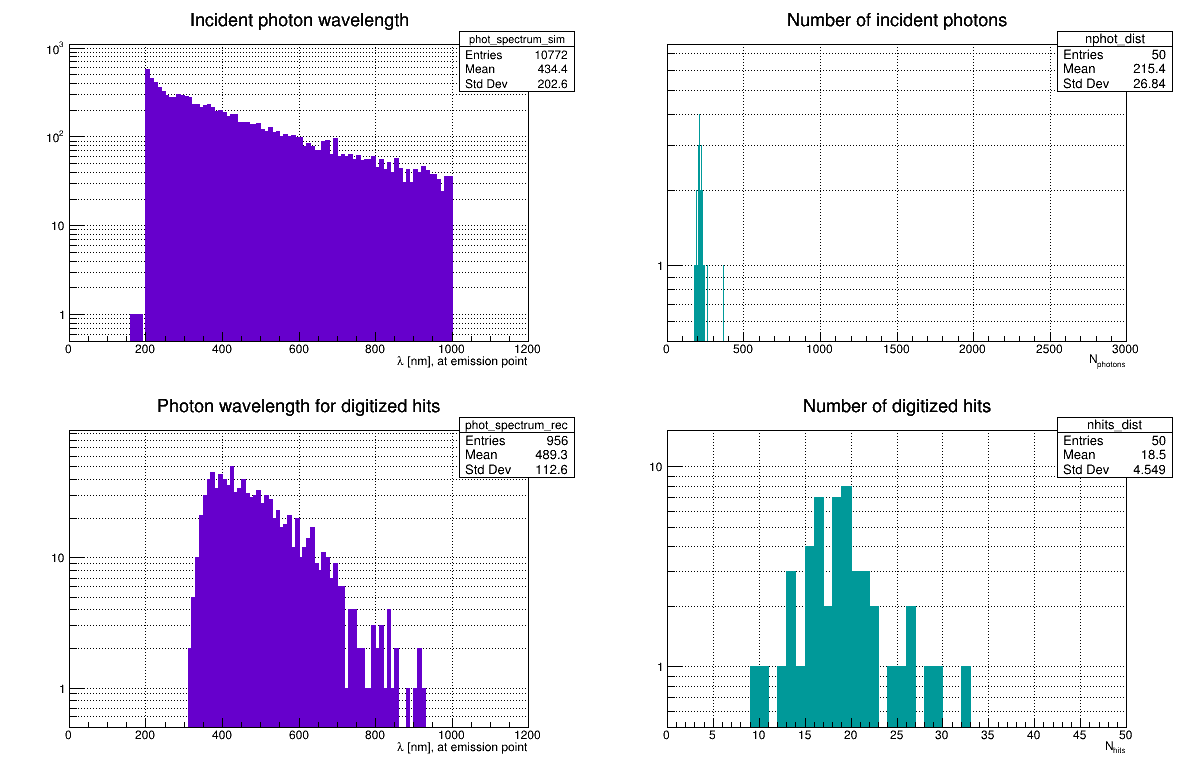 Incident photon wavelength
phot_spectrum_sim
Entries 10772
Mean 434.4
Std Dev 202.6
10³
10²
10
1
0 200 400 600 800 1000 1200
λ [nm], at emission point
Number of incident photons
nphot_dist
Entries 50
Mean 215.4
Std Dev 26.84
1
0 500 1000 1500 2000 2500 3000
N_photons
Photon wavelength for digitized hits
phot_spectrum_rec
Entries 956
Mean 489.3
Std Dev 112.6
10
1
0 200 400 600 800 1000 1200
λ [nm], at emission point
Number of digitized hits
nhits_dist
Entries 50
Mean 18.5
Std Dev 4.549
10
1
0 5 10 15 20 25 30 35 40 45 50
N_hits